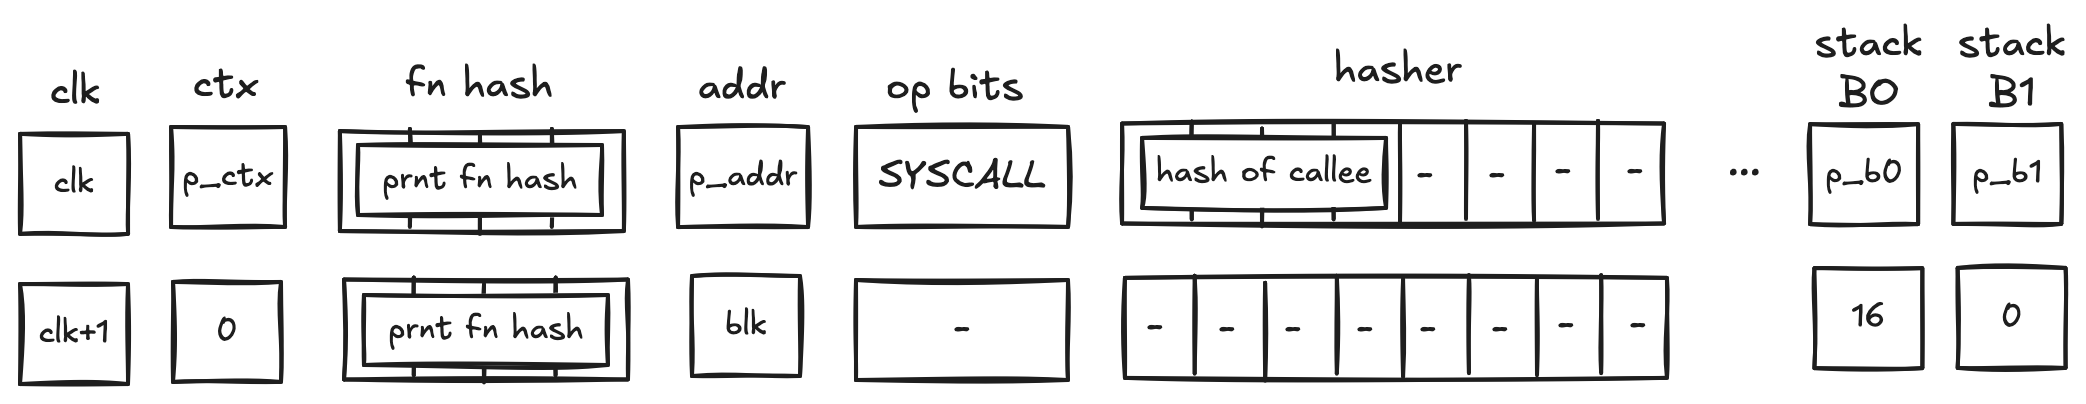 clk ctx fn hash addr op bits hasher stack B0 stack B1
clk p_ctx prnt fn hash p_addr SYSCALL hash of callee - - - - ... p_b0 p_b1
clk+1 0 prnt fn hash blk - - - - - - - - - 16 0